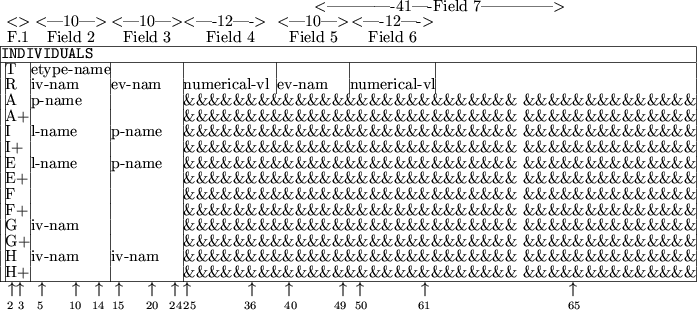 <————-41—-Field 7————–>
<> <—10—> <—10—> <—-12—-> <—10—> <—-12—->
F.1 Field 2 Field 3 Field 4 Field 5 Field 6
INDIVIDUALS
T etype-name
R iv-nam ev-nam numerical-vl ev-nam numerical-vl
A p-name &&&&&&&&&&&&&&&&&&&&&&&&&&& &&&&&&&&&&&&&&
A+ &&&&&&&&&&&&&&&&&&&&&&&&&&& &&&&&&&&&&&&&&
I l-name p-name &&&&&&&&&&&&&&&&&&&&&&&&&&& &&&&&&&&&&&&&&
I+ &&&&&&&&&&&&&&&&&&&&&&&&&&& &&&&&&&&&&&&&&
E l-name p-name &&&&&&&&&&&&&&&&&&&&&&&&&&& &&&&&&&&&&&&&&
E+ &&&&&&&&&&&&&&&&&&&&&&&&&&& &&&&&&&&&&&&&&
F &&&&&&&&&&&&&&&&&&&&&&&&&&& &&&&&&&&&&&&&&
F+ &&&&&&&&&&&&&&&&&&&&&&&&&&& &&&&&&&&&&&&&&
G iv-nam &&&&&&&&&&&&&&&&&&&&&&&&&&& &&&&&&&&&&&&&&
G+ &&&&&&&&&&&&&&&&&&&&&&&&&&& &&&&&&&&&&&&&&
H iv-nam iv-nam &&&&&&&&&&&&&&&&&&&&&&&&&&& &&&&&&&&&&&&&&
H+ &&&&&&&&&&&&&&&&&&&&&&&&&&& &&&&&&&&&&&&&&
↑ ↑ ↑ ↑ ↑ ↑ ↑ ↑ ↑ ↑ ↑ ↑ ↑ ↑ ↑
2 3 5 10 14 15 20 24 25 36 40 49 50 61 65